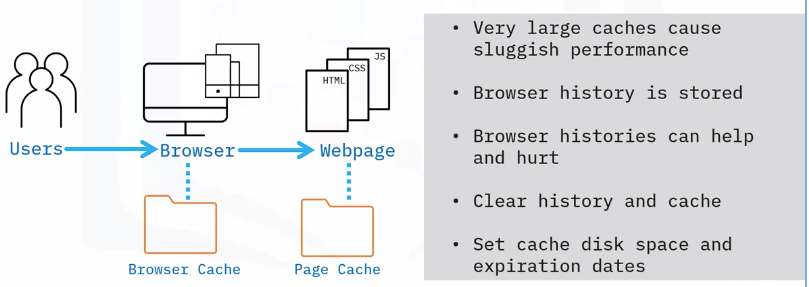 HTML
CSS
JS
Users
Browser
Webpage
Browser Cache
Page Cache
• Very large caches cause
sluggish performance
• Browser history is stored
• Browser histories can help
and hurt
• Clear history and cache
• Set cache disk space and
expiration dates